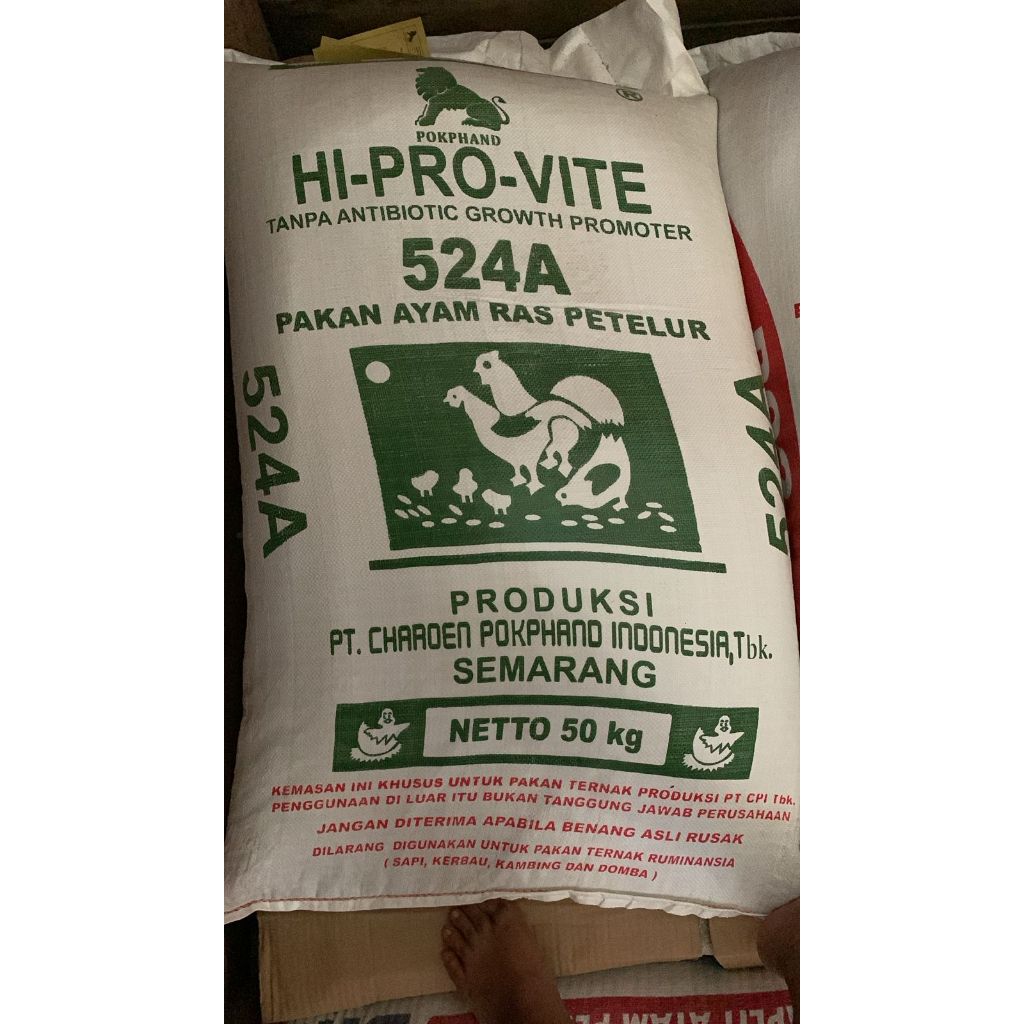 POKPHAND
®
HI-PRO-VITE
TANPA ANTIBIOTIC GROWTH PROMOTER
524A
PAKAN AYAM RAS PETELUR
524A
524A
PRODUKSI
PT. CHAROEN POKPHAND INDONESIA,Tbk.
SEMARANG
NETTO 50 kg
KEMASAN INI KHUSUS UNTUK PAKAN TERNAK PRODUKSI PT CPI Tbk.
PENGGUNAAN DI LUAR ITU BUKAN TANGGUNG JAWAB PERUSAHAAN
JANGAN DITERIMA APABILA BENANG ASLI RUSAK
DILARANG DIGUNAKAN UNTUK PAKAN TERNAK RUMINANSIA
( SAPI, KERBAU, KAMBING DAN DOMBA )